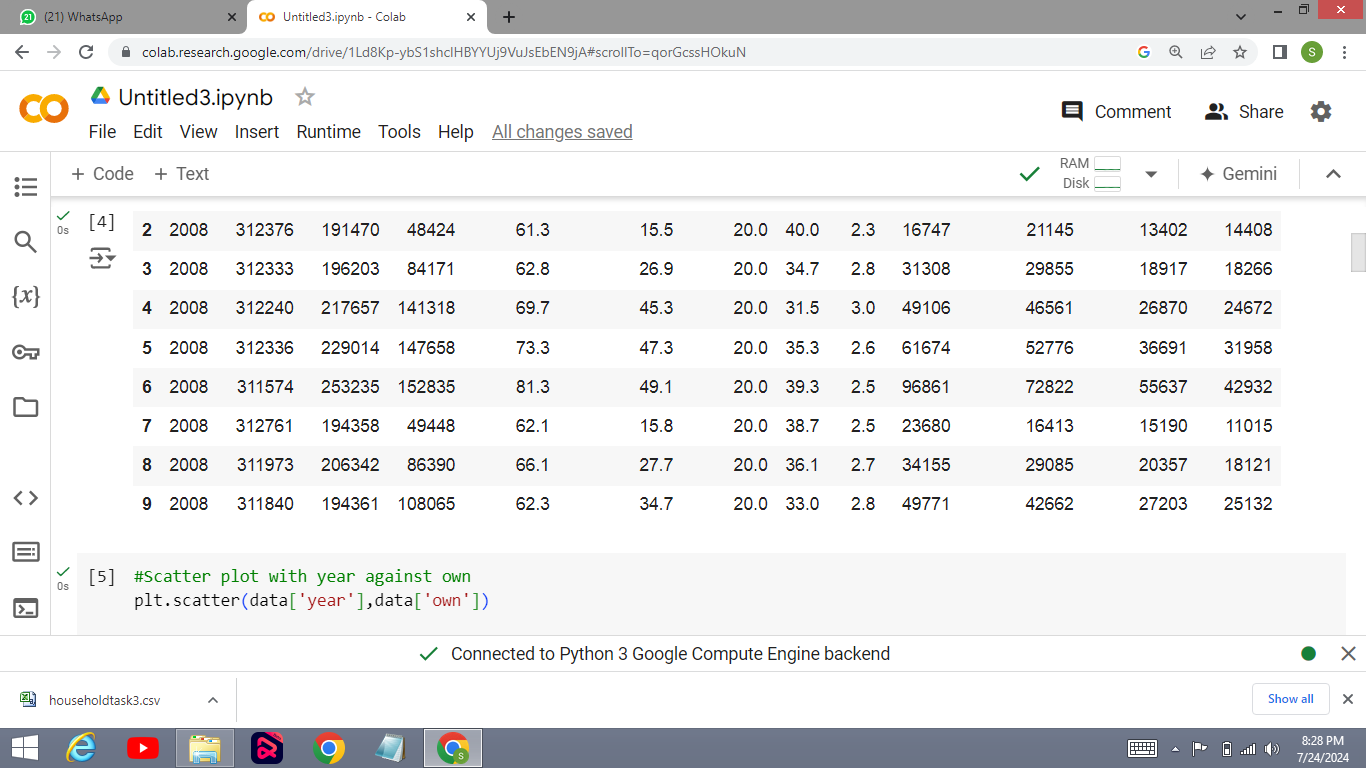 (21) WhatsApp
Untitled3.ipynb - Colab
colab.research.google.com/drive/1Ld8Kp-ybS1shclHBYYUj9VuJsEbEN9jA#scrollTo=qorGcssHOkuN
S
Untitled3.ipynb
Comment
Share
File Edit View Insert Runtime Tools Help All changes saved
+ Code + Text
RAM
Disk
Gemini
[4]
0s
2 2008 312376 191470 48424 61.3 15.5 20.0 40.0 2.3 16747 21145 13402 14408
3 2008 312333 196203 84171 62.8 26.9 20.0 34.7 2.8 31308 29855 18917 18266
4 2008 312240 217657 141318 69.7 45.3 20.0 31.5 3.0 49106 46561 26870 24672
5 2008 312336 229014 147658 73.3 47.3 20.0 35.3 2.6 61674 52776 36691 31958
6 2008 311574 253235 152835 81.3 49.1 20.0 39.3 2.5 96861 72822 55637 42932
7 2008 312761 194358 49448 62.1 15.8 20.0 38.7 2.5 23680 16413 15190 11015
8 2008 311973 206342 86390 66.1 27.7 20.0 36.1 2.7 34155 29085 20357 18121
9 2008 311840 194361 108065 62.3 34.7 20.0 33.0 2.8 49771 42662 27203 25132
[5] #Scatter plot with year against own
0s
plt.scatter(data['year'],data['own'])
Connected to Python 3 Google Compute Engine backend
householdtask3.csv
Show all
8:28 PM
7/24/2024